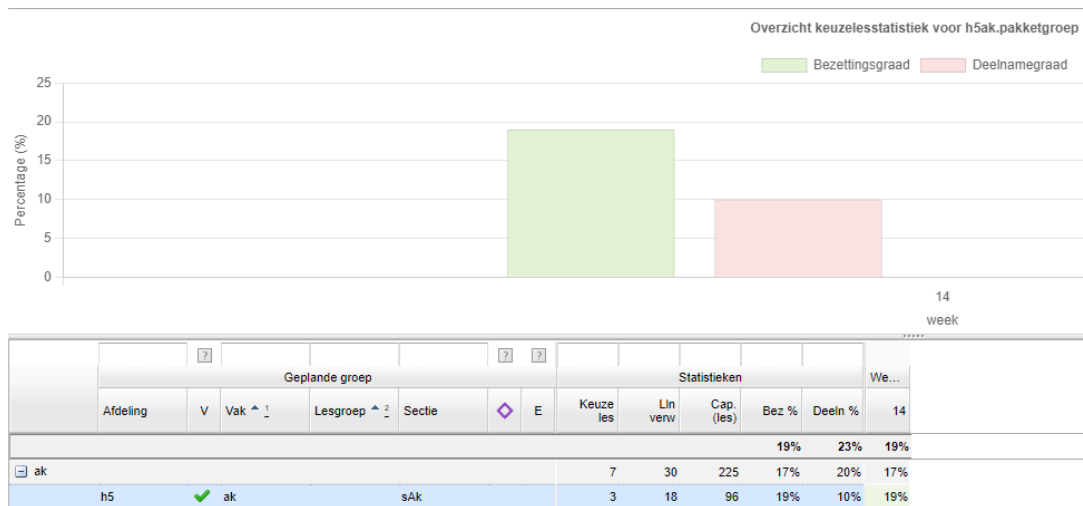 Overzicht keuzelesstatistiek voor h5ak.pakketgroep
Bezettingsgraad Deelnamegraad
Percentage (%)
25
20
15
10
5
0
14
week
? ? ?
Geplande groep Statistieken We...
Afdeling V Vak 1 Lesgroep 2 Sectie E Keuze les Lln verw Cap. (les) Bez % Deeln % 14
19% 23% 19%
ak 7 30 225 17% 20% 17%
h5 ak sAk 3 18 96 19% 10% 19%